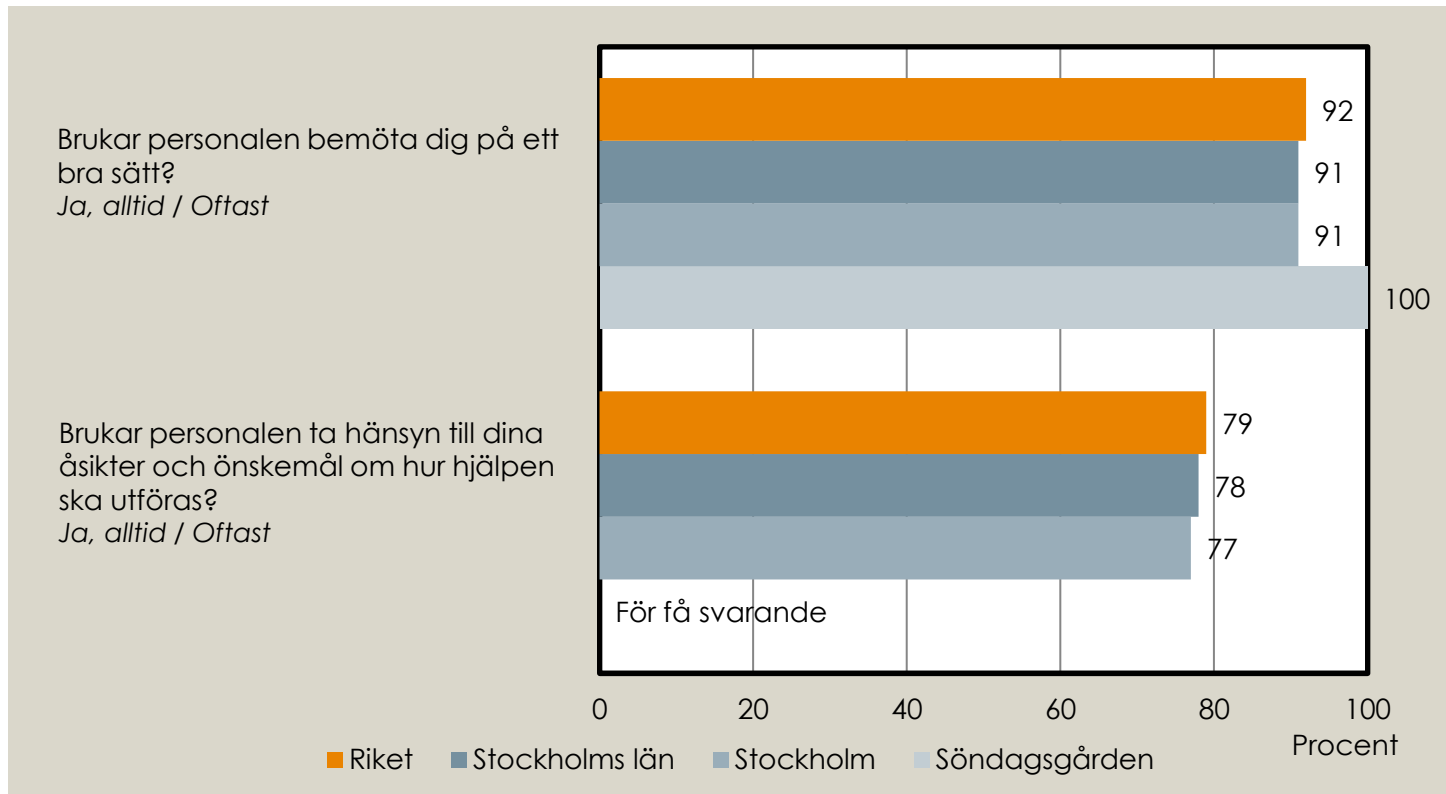 Brukar personalen bemöta dig på ett
bra sätt?
Ja, alltid / Oftast
92
91
91
100
Brukar personalen ta hänsyn till dina
åsikter och önskemål om hur hjälpen
ska utföras?
Ja, alltid / Oftast
79
78
77
För få svarande
0 20 40 60 80 100
Procent
Riket Stockholms län Stockholm Söndagsgården